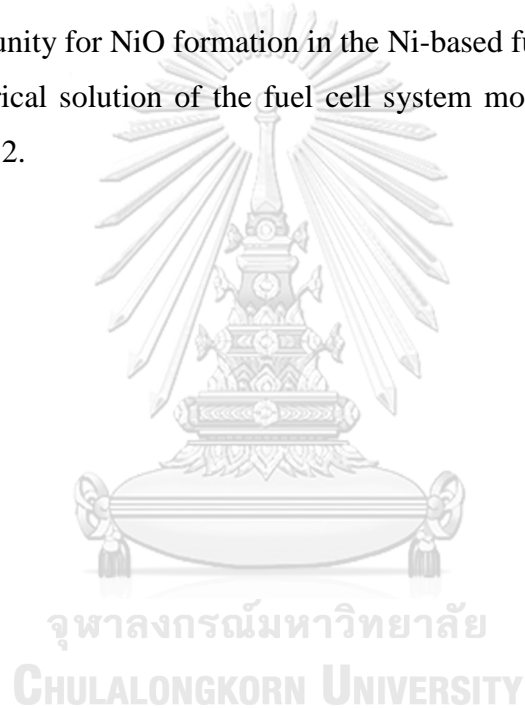 unity for NiO formation in the Ni-based fu
rical solution of the fuel cell system mo
2.
จุฬาลงกรณ์มหาวิทยาลัย
CHULALONGKORN UNIVERSITY